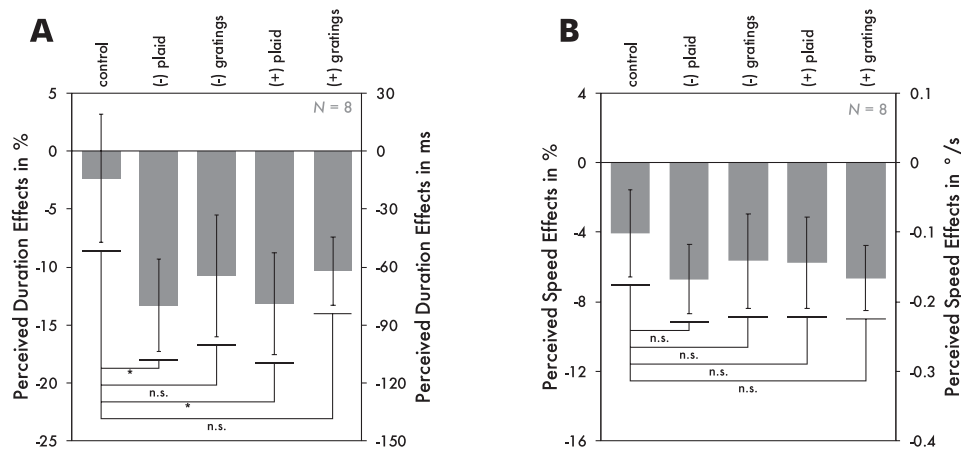 A
control
(-) plaid
(-) gratings
(+) plaid
(+) gratings
Perceived Duration Effects in %
5
0
-5
-10
-15
-20
-25
N = 8
*
n.s.
*
n.s.
30
0
-30
-60
-90
-120
-150
Perceived Duration Effects in ms
B
control
(-) plaid
(-) gratings
(+) plaid
(+) gratings
Perceived Speed Effects in %
4
0
-4
-8
-12
-16
N = 8
n.s.
n.s.
n.s.
n.s.
0.1
0
-0.1
-0.2
-0.3
-0.4
Perceived Speed Effects in °/s